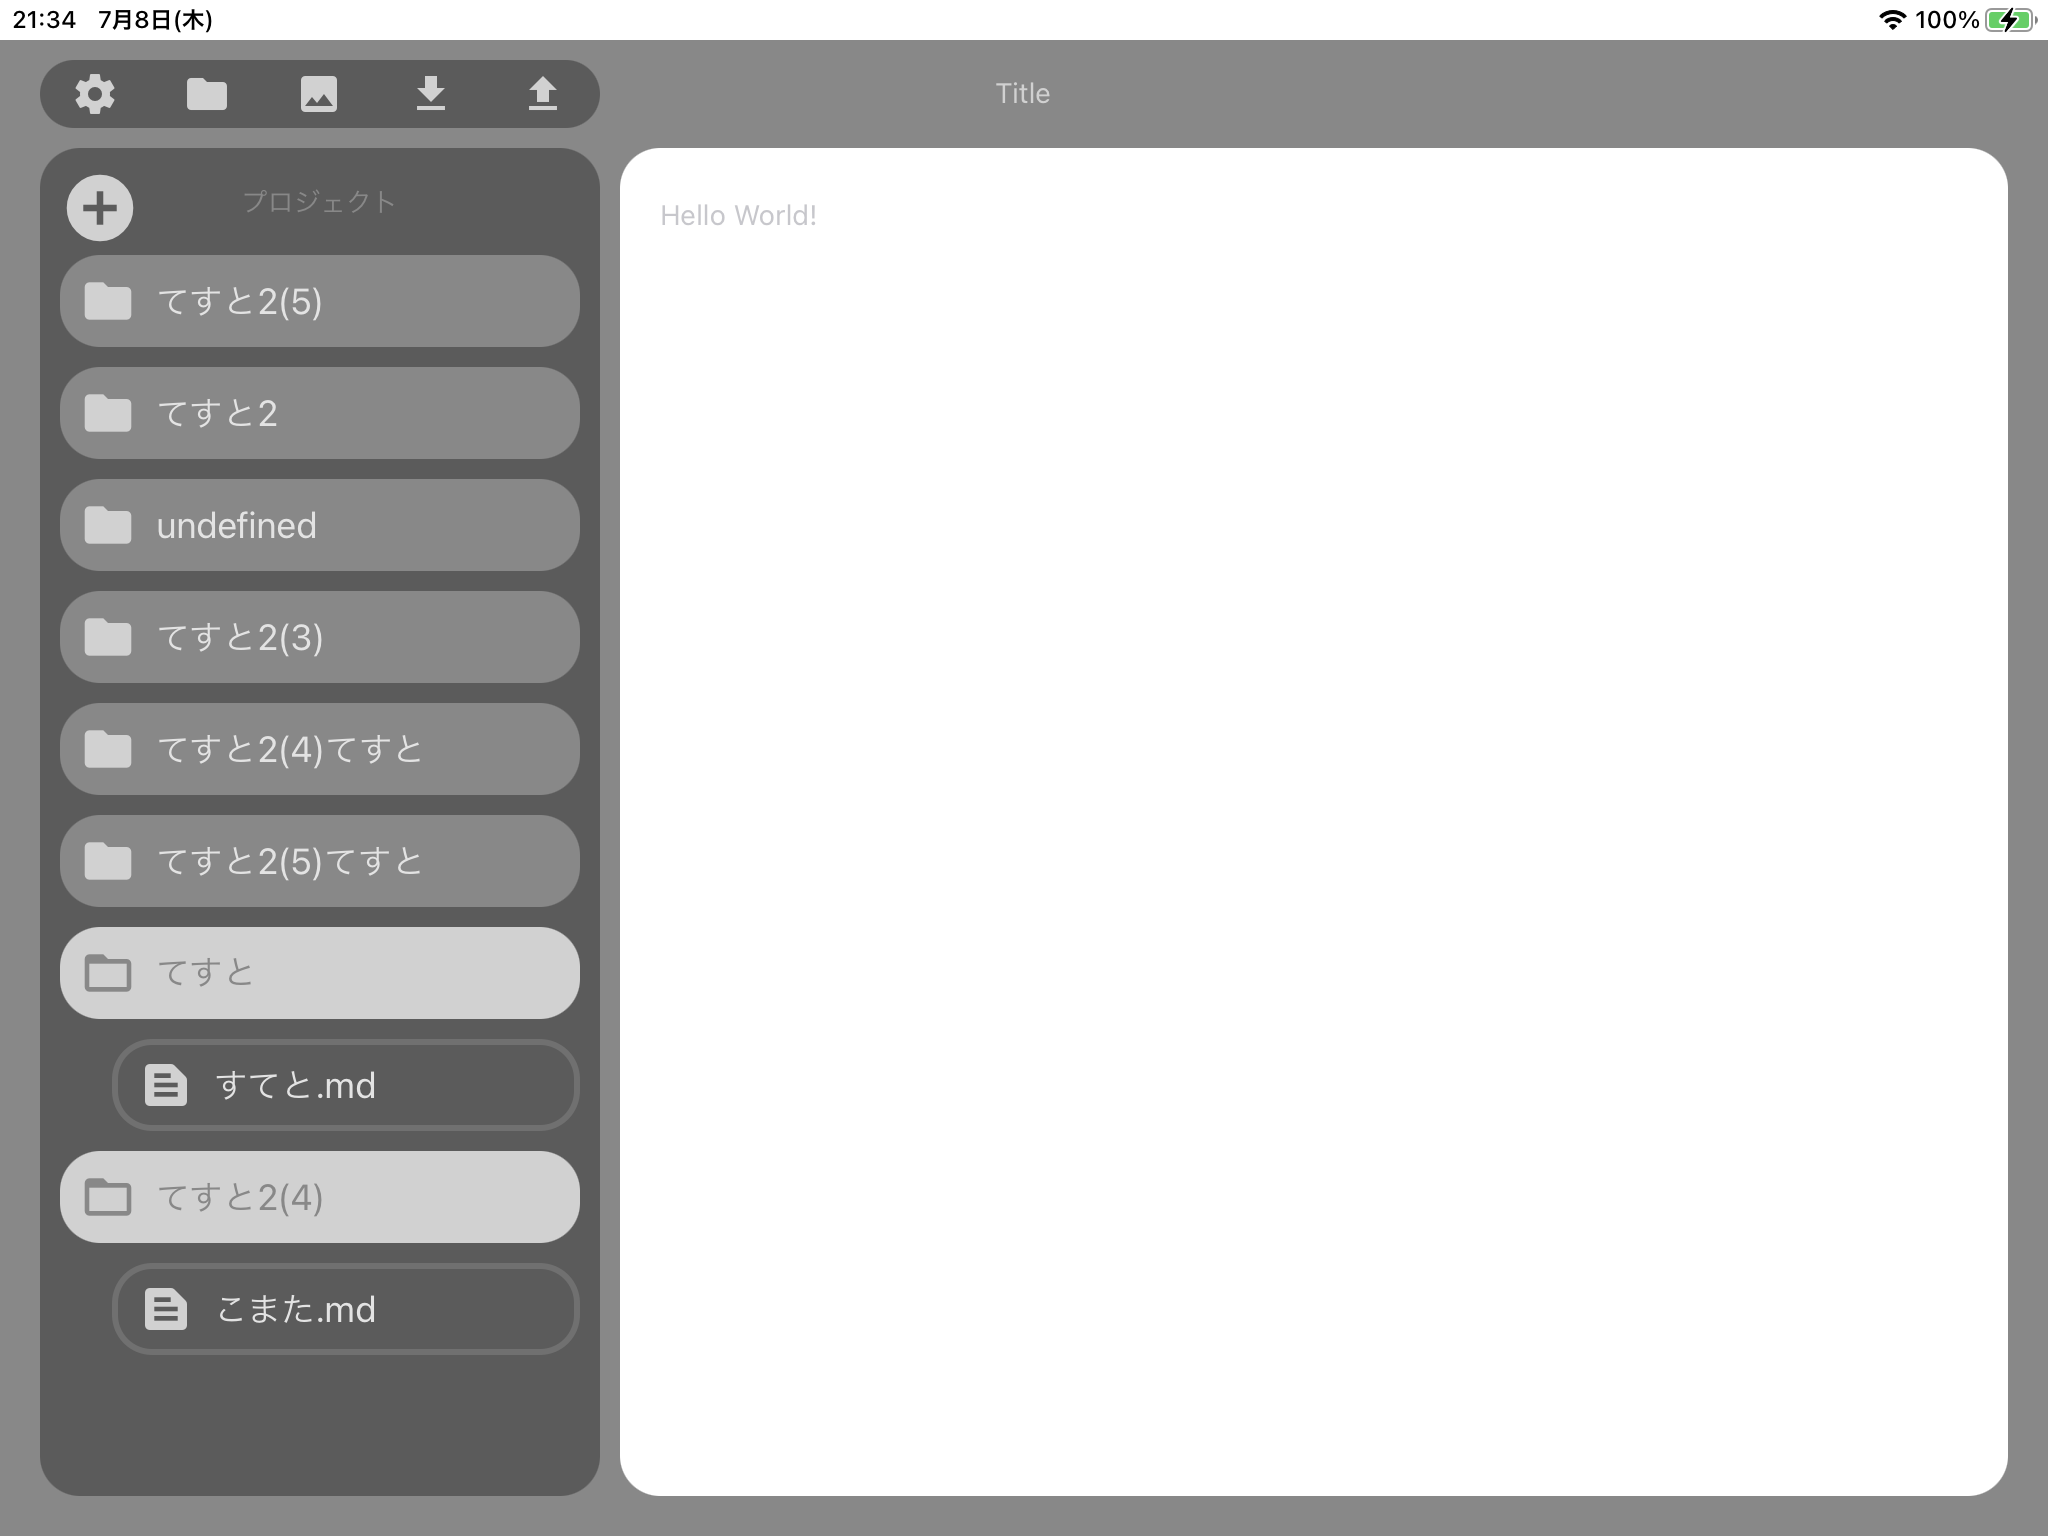 21:34 7月8日(木) 100%
Title
プロジェクト
Hello World!
てすと2(5)
てすと2
undefined
てすと2(3)
てすと2(4)てすと
てすと2(5)てすと
てすと
すてと.md
てすと2(4)
こまた.md